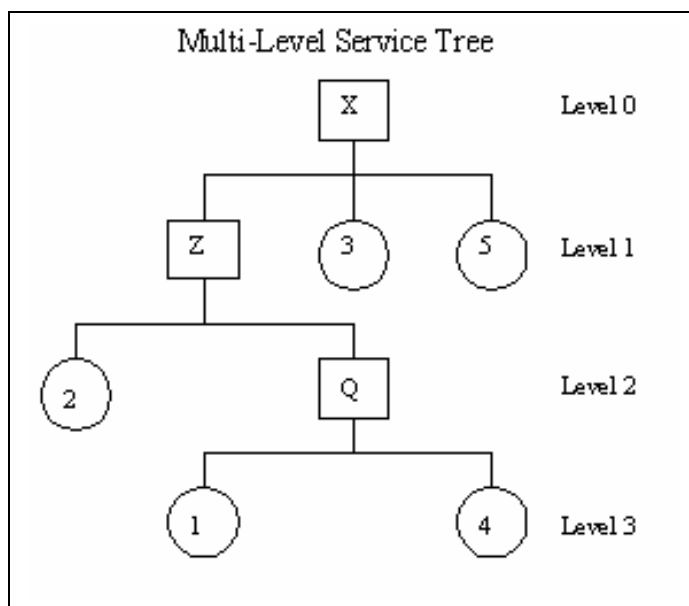 Multi-Level Service Tree
X Level 0
Z 3 5 Level 1
2 Q Level 2
1 4 Level 3